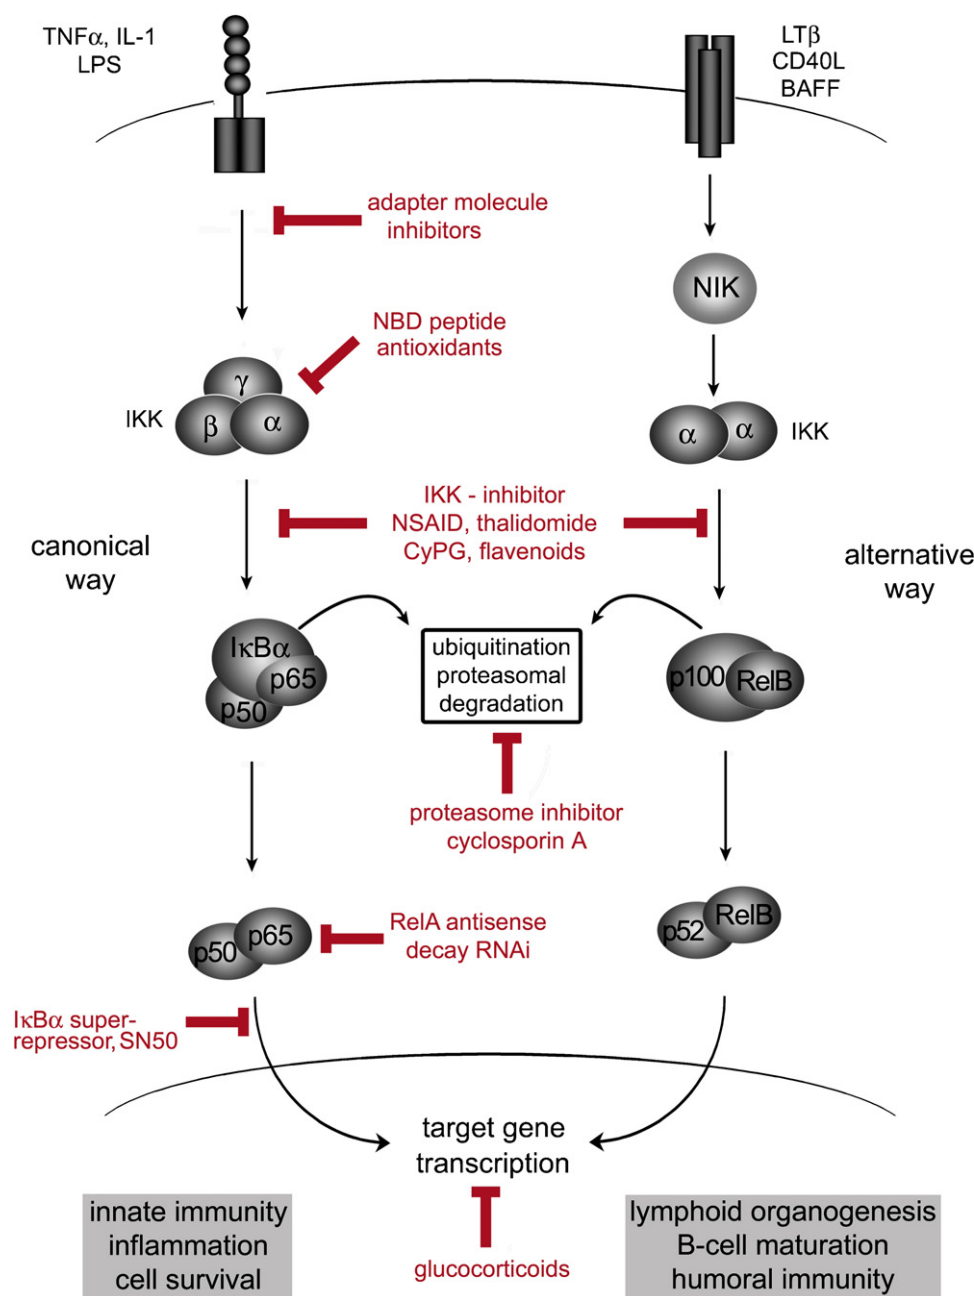 TNFα, IL-1
LPS
LTβ
CD40L
BAFF
adapter molecule
inhibitors
NIK
NBD peptide
antioxidants
γ
IKK
β
α
α
α
IKK
IKK - inhibitor
NSAID, thalidomide
CyPG, flavenoids
canonical
way
alternative
way
IκBα
p65
p50
ubiquitination
proteasomal
degradation
p100
RelB
proteasome inhibitor
cyclosporin A
p50
p65
RelA antisense
decay RNAi
p52
RelB
IκBα super-
repressor, SN50
target gene
transcription
innate immunity
inflammation
cell survival
glucocorticoids
lymphoid organogenesis
B-cell maturation
humoral immunity